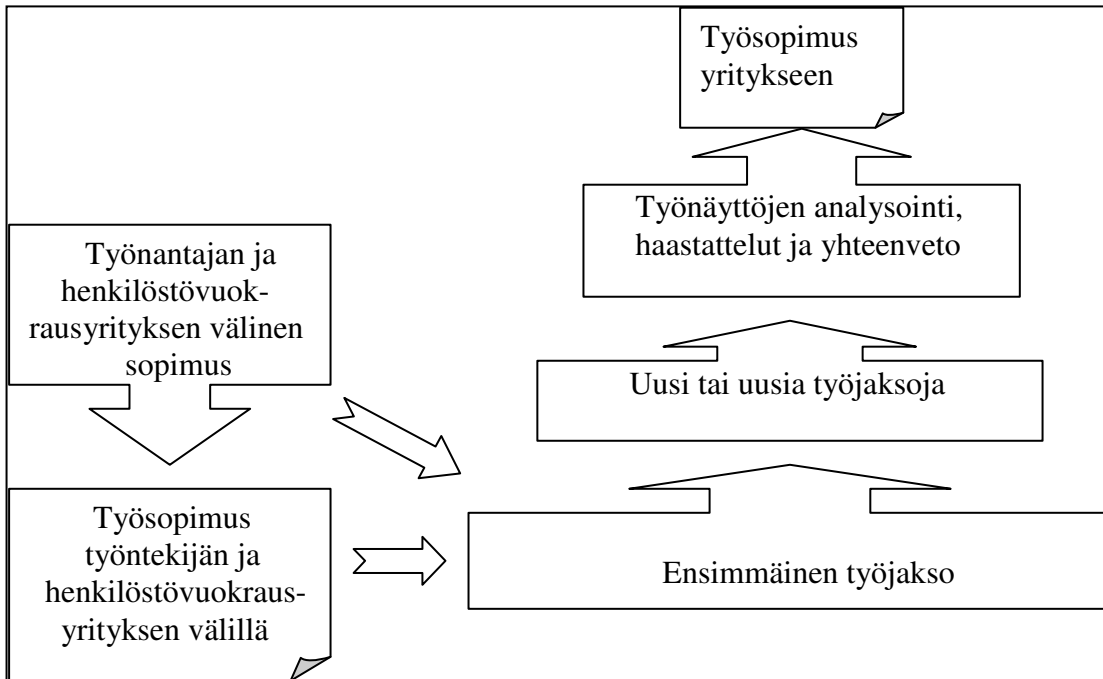 Työsopimus
yritykseen
Työnäyttöjen analysointi,
haastattelut ja yhteenveto
Työnantajan ja
henkilöstövuok-
rausyrityksen välinen
sopimus
Uusi tai uusia työjaksoja
Työsopimus
työntekijän ja
henkilöstövuokraus-
yrityksen välillä
Ensimmäinen työjakso